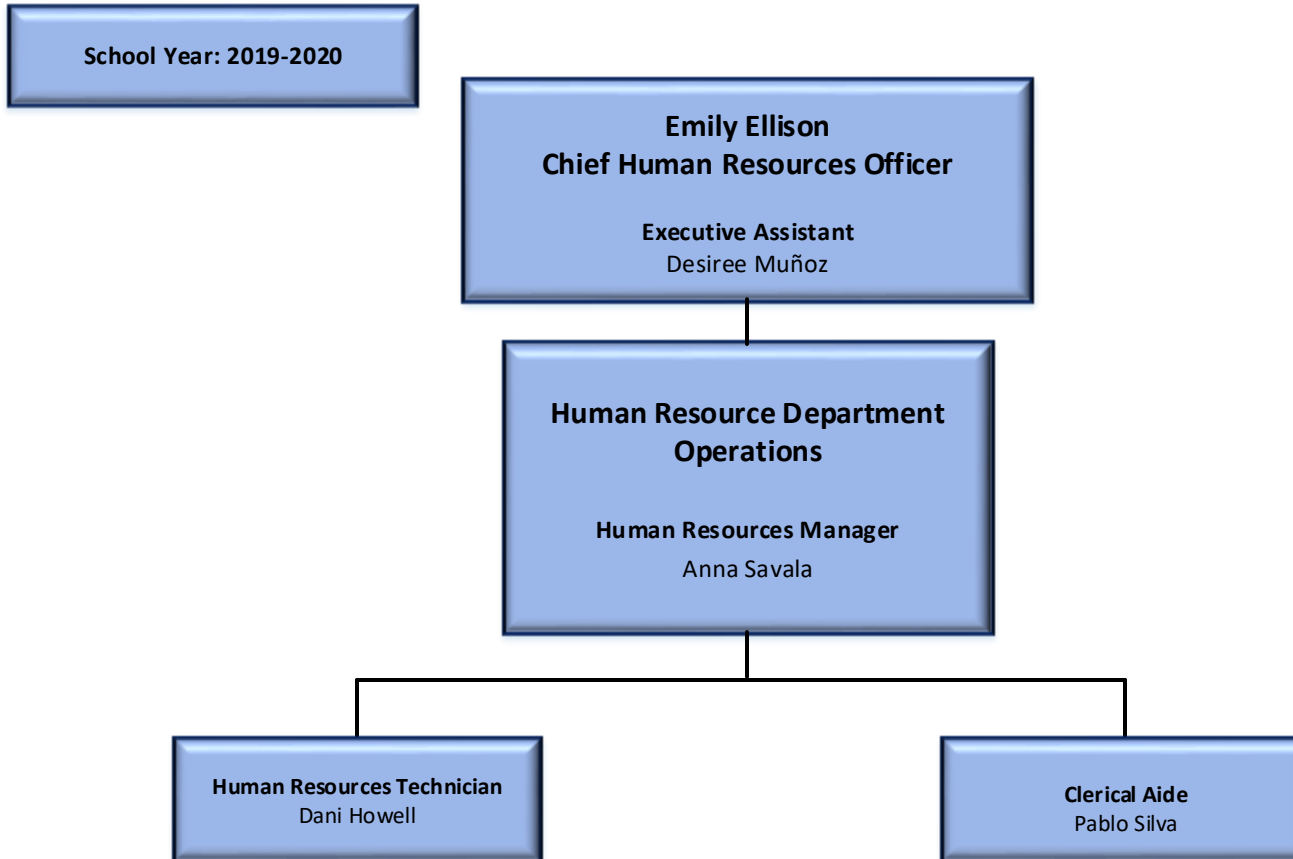 School Year: 2019-2020
Emily Ellison
Chief Human Resources Officer
Executive Assistant
Desiree Muñoz
Human Resource Department
Operations
Human Resources Manager
Anna Savala
Human Resources Technician
Dani Howell
Clerical Aide
Pablo Silva